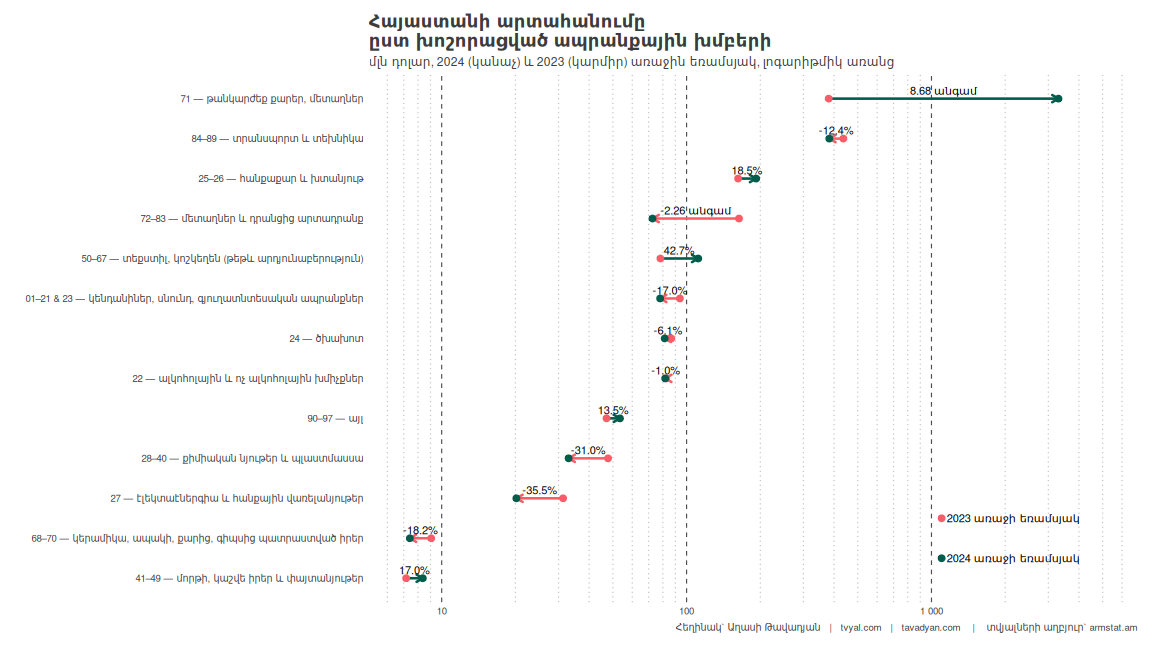 Հայաստանի արտահանումը
ըստ խոշորացված ապրանքային խմբերի
մլն դոլար, 2024 (կանաչ) և 2023 (կարմիր) առաջին եռամսյակ, լոգարիթմիկ առանց
71 — թանկարժեք քարեր, մետաղներ
8.68 անգամ
84–89 — տրանսպորտ և տեխնիկա
-12.4%
25–26 — հանքաքար և խտանյութ
18.5%
72–83 — մետաղներ և դրանցից արտադրանք
-2.26 անգամ
50–67 — տեքստիլ, կոշկեղեն (թեթև արդյունաբերություն)
42.7%
01–21 & 23 — կենդանիներ, սնունդ, գյուղատնտեսական ապրանքներ
-17.0%
24 — ծխախոտ
-6.1%
22 — ալկոհոլային և ոչ ալկոհոլային խմիչքներ
-1.0%
90–97 — այլ
13.5%
28–40 — քիմիական նյութեր և պլաստմասսա
-31.0%
27 — էլեկտաէներգիա և հանքային վառելանյութեր
-35.5%
2023 առաջի եռամսյակ
68–70 — կերամիկա, ապակի, քարից, գիպսից պատրաստված իրեր
-18.2%
2024 առաջի եռամսյակ
41–49 — մորթի, կաշվե իրեր և փայտանյութեր
17.0%
10 100 1 000
Հեղինակ՝ Աղասի Թավադյան | tvyal.com | tavadyan.com | տվյալների աղբյուր՝ armstat.am